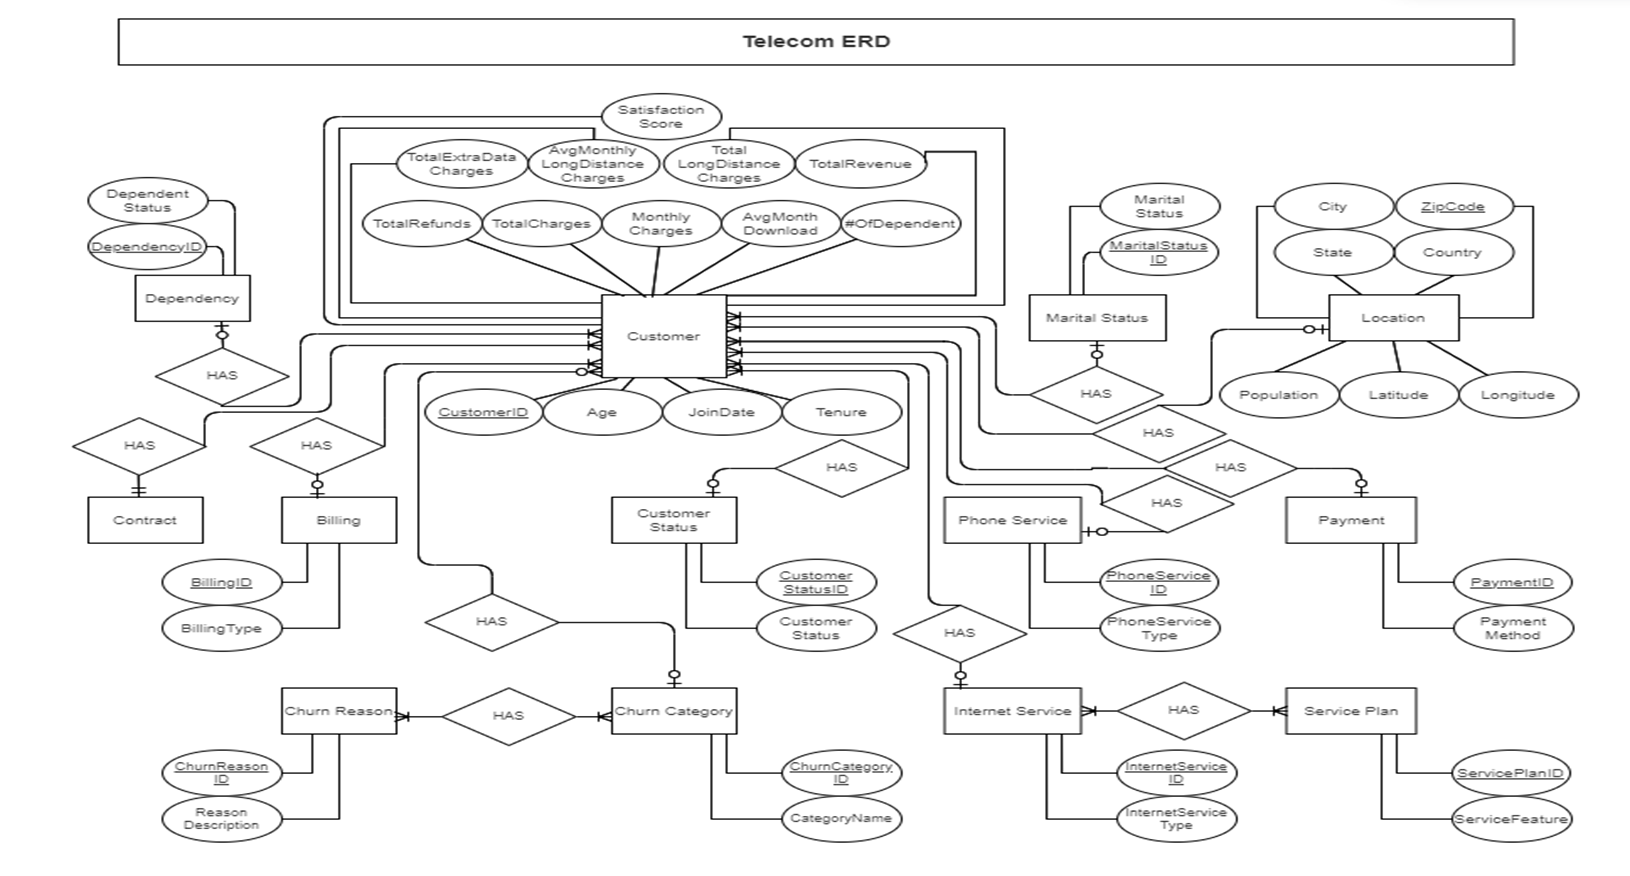 Telecom ERD
Satisfaction
Score
TotalExtraData
Charges
AvgMonthly
LongDistance
Charges
Total
LongDistance
Charges
TotalRevenue
Dependent
Status
DependencyID
TotalRefunds
TotalCharges
Monthly
Charges
AvgMonth
Download
#OfDependent
Marital
Status
MaritalStatus
ID
City
ZipCode
State
Country
Dependency
Customer
Marital Status
Location
HAS
HAS
Population
Latitude
Longitude
CustomerID
Age
JoinDate
Tenure
HAS
HAS
HAS
HAS
HAS
HAS
Contract
Billing
Customer
Status
Phone Service
Payment
BillingID
BillingType
Customer
StatusID
Customer
Status
PhoneService
ID
PhoneService
Type
PaymentID
Payment
Method
HAS
HAS
Churn Reason
HAS
Churn Category
Internet Service
HAS
Service Plan
ChurnReason
ID
Reason
Description
ChurnCategory
ID
CategoryName
InternetService
ID
InternetService
Type
ServicePlanID
ServiceFeature